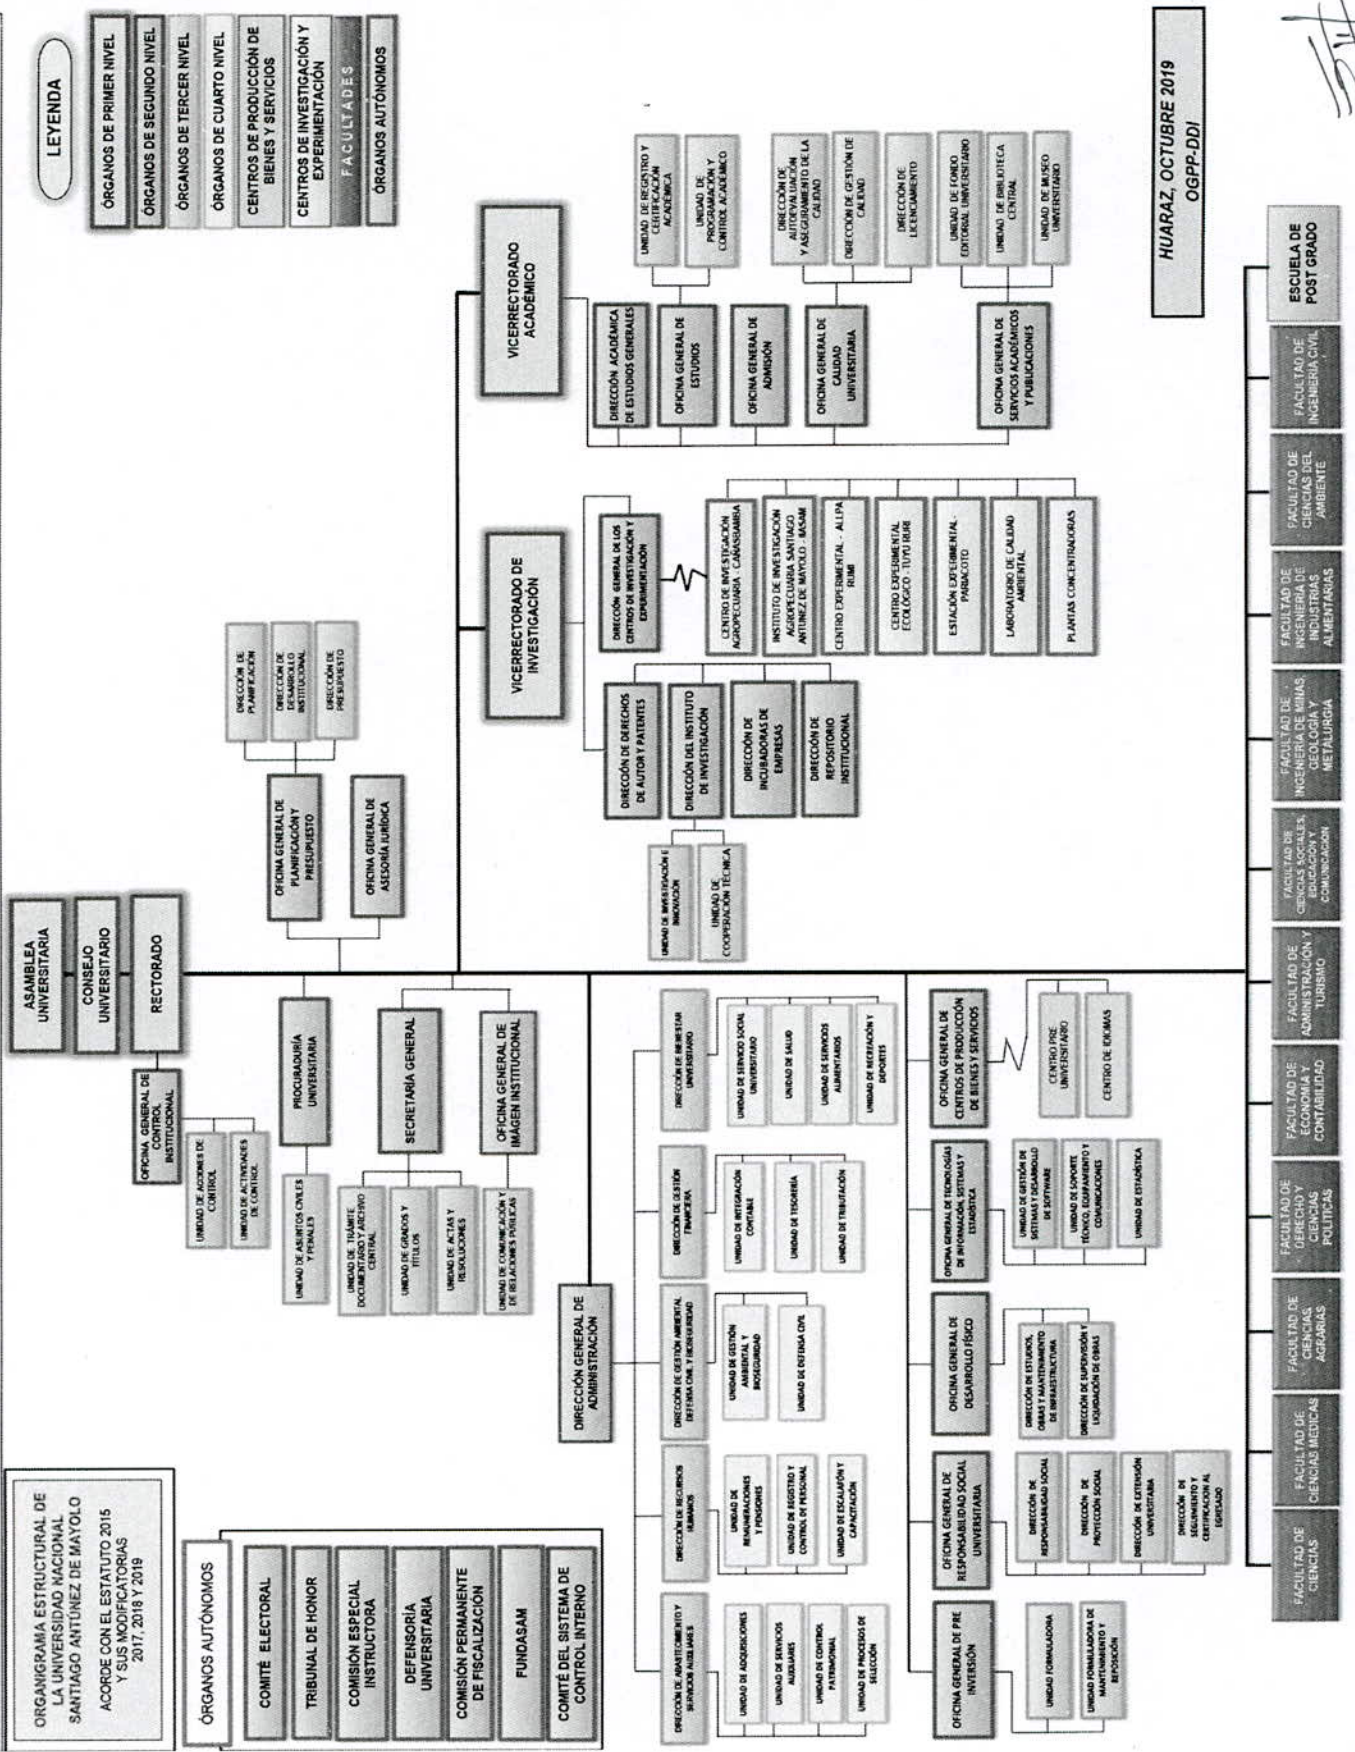 ORGANIGRAMA ESTRUCTURAL DE
LA UNIVERSIDAD NACIONAL
SANTIAGO ANTÚNEZ DE MAYOLO
ACORDE CON EL ESTATUTO 2015
Y SUS MODIFICATORIAS
2017, 2018 Y 2019
ASAMBLEA
UNIVERSITARIA
CONSEJO
UNIVERSITARIO
RECTORADO
LEYENDA
ÓRGANOS DE PRIMER NIVEL
ÓRGANOS DE SEGUNDO NIVEL
ÓRGANOS DE TERCER NIVEL
ÓRGANOS DE CUARTO NIVEL
CENTROS DE PRODUCCIÓN DE
BIENES Y SERVICIOS
CENTROS DE INVESTIGACIÓN Y
EXPERIMENTACIÓN
FACULTADES
ÓRGANOS AUTÓNOMOS
ÓRGANOS AUTÓNOMOS
COMITÉ ELECTORAL
TRIBUNAL DE HONOR
COMISIÓN ESPECIAL
INSTRUCTORA
DEFENSORÍA
UNIVERSITARIA
COMISIÓN PERMANENTE
DE FISCALIZACIÓN
FUNDASAM
COMITÉ DEL SISTEMA DE
CONTROL INTERNO
OFICINA GENERAL DE
CONTROL
INSTITUCIONAL
UNIDAD DE ACCIONES DE
CONTROL
UNIDAD DE ACTIVIDADES
DE CONTROL
PROCURADURÍA
UNIVERSITARIA
UNIDAD DE ASUNTOS CIVILES
Y PENALES
SECRETARÍA GENERAL
UNIDAD DE TRÁMITE
DOCUMENTARIO Y ARCHIVO
CENTRAL
UNIDAD DE GRADOS Y
TÍTULOS
UNIDAD DE ACTAS Y
RESOLUCIONES
OFICINA GENERAL DE
IMÁGEN INSTITUCIONAL
UNIDAD DE COMUNICACIÓN Y
DE RELACIONES PÚBLICAS
OFICINA GENERAL DE
PLANIFICACIÓN Y
PRESUPUESTO
DIRECCIÓN DE
PLANIFICACIÓN
DIRECCIÓN DE
DESARROLLO
INSTITUCIONAL
DIRECCIÓN DE
PRESUPUESTO
OFICINA GENERAL DE
ASESORÍA JURÍDICA
VICERRECTORADO DE
INVESTIGACIÓN
DIRECCIÓN DE DERECHOS
DE AUTOR Y PATENTES
DIRECCIÓN DEL INSTITUTO
DE INVESTIGACIÓN
DIRECCIÓN DE
INCUBADORAS DE
EMPRESAS
DIRECCIÓN DE
REPOSITORIO
INSTITUCIONAL
UNIDAD DE INVESTIGACIÓN E
INNOVACIÓN
UNIDAD DE
COOPERACIÓN TÉCNICA
DIRECCIÓN GENERAL DE LOS
CENTROS DE INVESTIGACIÓN Y
EXPERIMENTACIÓN
CENTRO DE INVESTIGACIÓN
AGROPECUARIA - CAÑASBAMBA
INSTITUTO DE INVESTIGACIÓN
AGROPECUARIA SANTIAGO
ANTUNEZ DE MAYOLO - IIASAM
CENTRO EXPERIMENTAL - ALLPA
RUMI
CENTRO EXPERIMENTAL
ECOLÓGICO - TUYU RURI
ESTACIÓN EXPERIMENTAL -
PARIACOTO
LABORATORIO DE CALIDAD
AMBIENTAL
PLANTAS CONCENTRADORAS
VICERRECTORADO
ACADÉMICO
DIRECCIÓN ACADÉMICA
DE ESTUDIOS GENERALES
OFICINA GENERAL DE
ESTUDIOS
UNIDAD DE REGISTRO Y
CERTIFICACIÓN
ACADÉMICA
UNIDAD DE
PROGRAMACIÓN Y
CONTROL ACADÉMICO
OFICINA GENERAL DE
ADMISIÓN
OFICINA GENERAL DE
CALIDAD
UNIVERSITARIA
DIRECCIÓN DE
AUTOEVALUACIÓN
Y ASEGURAMIENTO DE LA
CALIDAD
DIRECCIÓN DE GESTIÓN DE
CALIDAD
DIRECCIÓN DE
LICENCIAMIENTO
OFICINA GENERAL DE
SERVICIOS ACADÉMICOS
Y PUBLICACIONES
UNIDAD DE FONDO
EDITORIAL UNIVERSITARIO
UNIDAD DE BIBLIOTECA
CENTRAL
UNIDAD DE MUSEO
UNIVERSITARIO
DIRECCIÓN GENERAL DE
ADMINISTRACIÓN
DIRECCIÓN DE ABASTECIMIENTO Y
SERVICIOS AUXILIARES
UNIDAD DE ADQUISICIONES
UNIDAD DE SERVICIOS
AUXILIARES
UNIDAD DE CONTROL
PATRIMONIAL
UNIDAD DE PROCESOS DE
SELECCIÓN
DIRECCIÓN DE RECURSOS
HUMANOS
UNIDAD DE
REMUNERACIONES
Y PENSIONES
UNIDAD DE REGISTRO Y
CONTROL DE PERSONAL
UNIDAD DE ESCALAFÓN Y
CAPACITACIÓN
DIRECCIÓN DE GESTIÓN AMBIENTAL
DEFENSA CIVIL Y BIOSEGURIDAD
UNIDAD DE GESTIÓN
AMBIENTAL Y
BIOSEGURIDAD
UNIDAD DE DEFENSA CIVIL
DIRECCIÓN DE GESTIÓN
FINANCIERA
UNIDAD DE INTEGRACIÓN
CONTABLE
UNIDAD DE TESORERÍA
UNIDAD DE TRIBUTACIÓN
DIRECCIÓN DE BIENESTAR
UNIVERSITARIO
UNIDAD DE SERVICIO SOCIAL
UNIVERSITARIO
UNIDAD DE SALUD
UNIDAD DE SERVICIOS
ALIMENTARIOS
UNIDAD DE RECREACIÓN Y
DEPORTES
OFICINA GENERAL DE PRE
INVERSIÓN
UNIDAD FORMULADORA
UNIDAD FORMULADORA DE
MANTENIMIENTO Y
REPOSICIÓN
OFICINA GENERAL DE
RESPONSABILIDAD SOCIAL
UNIVERSITARIA
DIRECCIÓN DE
RESPONSABILIDAD SOCIAL
DIRECCIÓN DE
PROYECCIÓN SOCIAL
DIRECCIÓN DE EXTENSIÓN
UNIVERSITARIA
DIRECCIÓN DE
SEGUIMIENTO Y
CERTIFICACION AL
EGRESADO
OFICINA GENERAL DE
DESARROLLO FÍSICO
DIRECCIÓN DE ESTUDIOS,
OBRAS Y MANTENIMIENTO
DE INFRAESTRUCTURA
DIRECCIÓN DE SUPERVISIÓN Y
LIQUIDACIÓN DE OBRAS
OFICINA GENERAL DE TECNOLOGÍAS
DE INFORMACIÓN, SISTEMAS Y
ESTADÍSTICA
UNIDAD DE GESTIÓN DE
SISTEMAS Y DESARROLLO
DE SOFTWARE
UNIDAD DE SOPORTE
TÉCNICO, EQUIPAMIENTO Y
COMUNICACIONES
UNIDAD DE ESTADÍSTICA
OFICINA GENERAL DE
CENTROS DE PRODUCCIÓN
DE BIENES Y SERVICIOS
CENTRO PRE
UNIVERSITARIO
CENTRO DE IDIOMAS
FACULTAD DE
CIENCIAS
FACULTAD DE
CIENCIAS MÉDICAS
FACULTAD DE
CIENCIAS
AGRARIAS
FACULTAD DE
DERECHO Y
CIENCIAS
POLÍTICAS
FACULTAD DE
ECONOMÍA Y
CONTABILIDAD
FACULTAD DE
ADMINISTRACIÓN Y
TURISMO
FACULTAD DE
CIENCIAS SOCIALES,
EDUCACIÓN Y
COMUNICACIÓN
FACULTAD DE
INGENIERÍA DE MINAS,
GEOLOGÍA Y
METALURGIA
FACULTAD DE
INGENIERÍA DE
INDUSTRIAS
ALIMENTARIAS
FACULTAD DE
CIENCIAS DEL
AMBIENTE
FACULTAD DE
INGENIERÍA CIVIL
ESCUELA DE
POST GRADO
HUARAZ, OCTUBRE 2019
OGPP-DDI